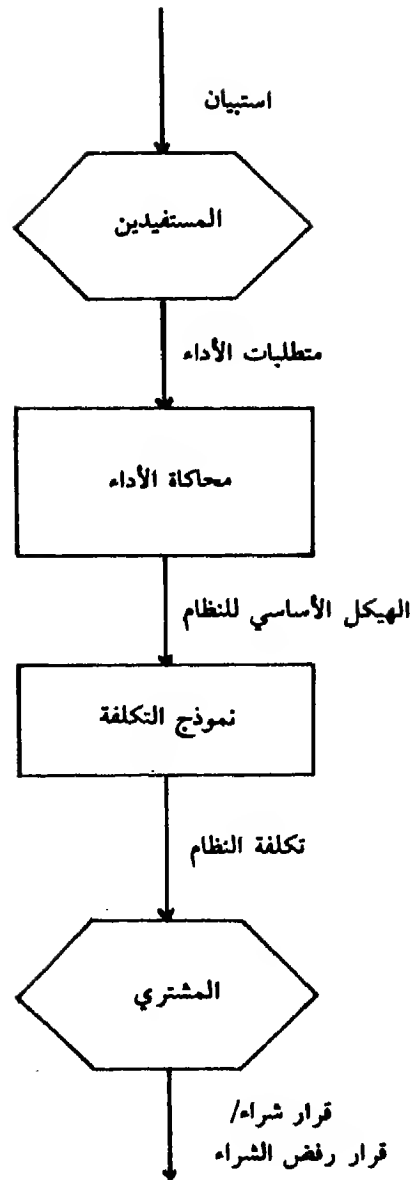 استبيان
المستفيدين
متطلبات الأداء
محاكاة الأداء
الهيكل الأساسي للنظام
نموذج التكلفة
تكلفة النظام
المشتري
قرار شراء/
قرار رفض الشراء